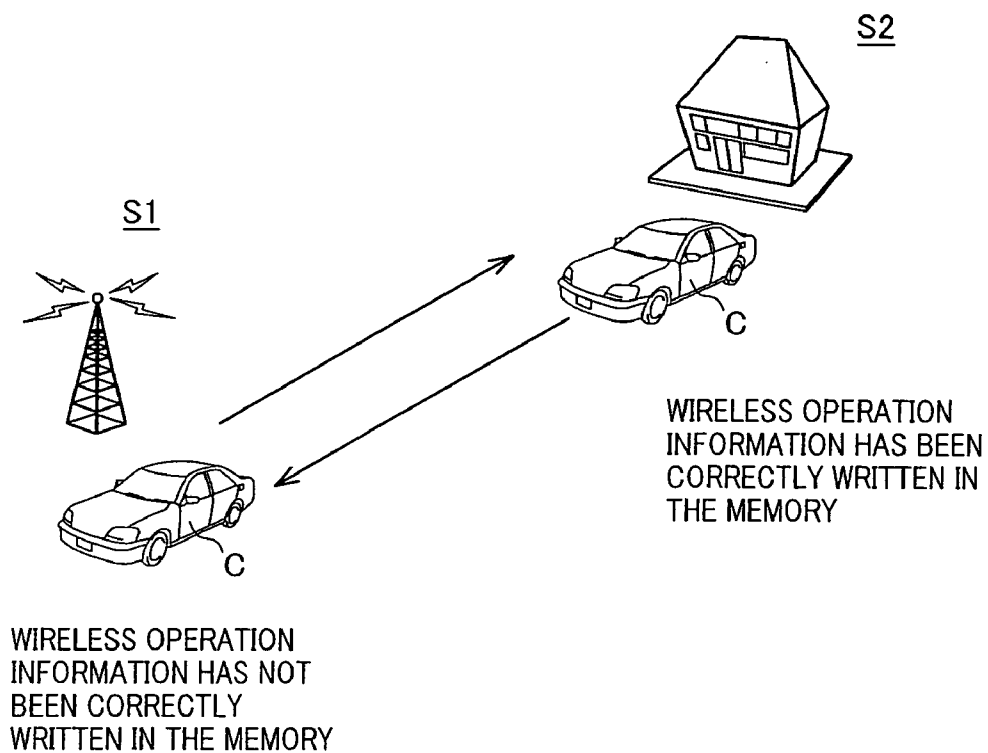 S2
S1
C
WIRELESS OPERATION
INFORMATION HAS BEEN
CORRECTLY WRITTEN IN
THE MEMORY
C
WIRELESS OPERATION
INFORMATION HAS NOT
BEEN CORRECTLY
WRITTEN IN THE MEMORY